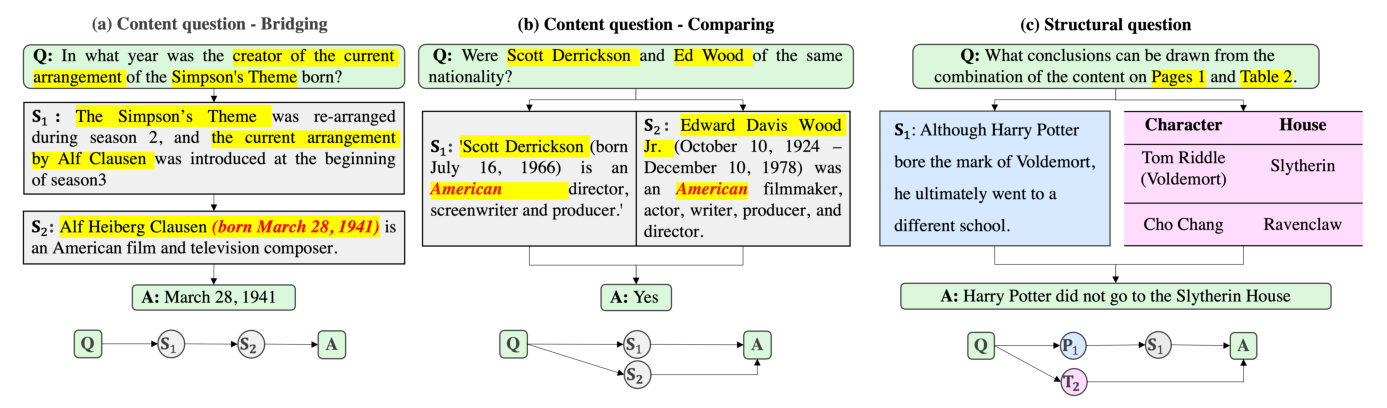 (a) Content question - Bridging
Q: In what year was the creator of the current
arrangement of the Simpson's Theme born?
S1 : The Simpson's Theme was re-arranged
during season 2, and the current arrangement
by Alf Clausen was introduced at the beginning
of season3
S2: Alf Heiberg Clausen (born March 28, 1941) is
an American film and television composer.
A: March 28, 1941
Q S1 S2 A
(b) Content question - Comparing
Q: Were Scott Derrickson and Ed Wood of the same
nationality?
S1: 'Scott Derrickson (born
July 16, 1966) is an
American director,
screenwriter and producer.'
S2: Edward Davis Wood
Jr. (October 10, 1924 –
December 10, 1978) was
an American filmmaker,
actor, writer, producer, and
director.
A: Yes
Q S1 A
S2
(c) Structural question
Q: What conclusions can be drawn from the
combination of the content on Pages 1 and Table 2.
S1: Although Harry Potter
bore the mark of Voldemort,
he ultimately went to a
different school.
Character House
Tom Riddle
(Voldemort) Slytherin
Cho Chang Ravenclaw
A: Harry Potter did not go to the Slytherin House
Q P1 S1 A
T2